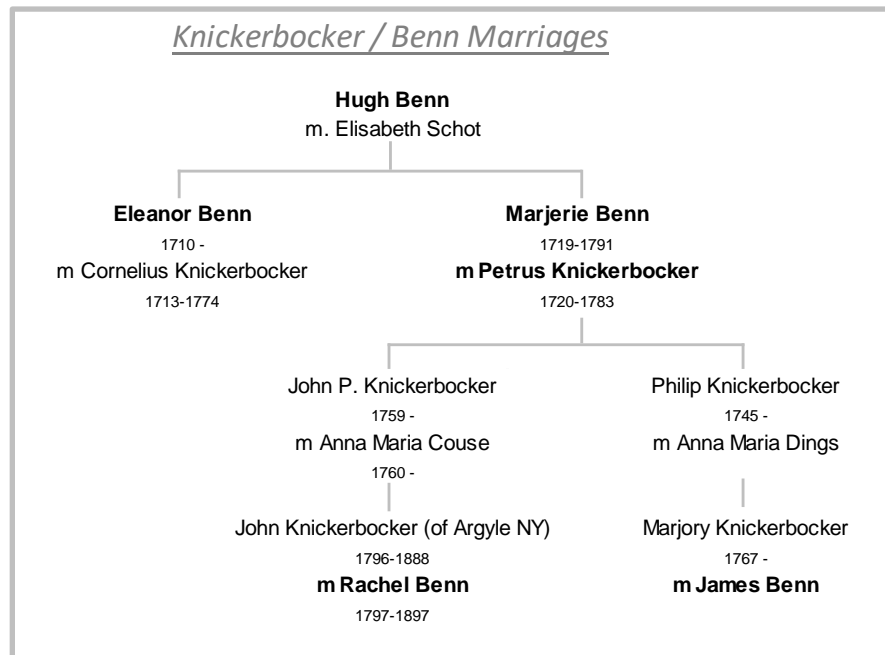 Knickerbocker / Benn Marriages
Hugh Benn
m. Elisabeth Schot
Eleanor Benn
1710 -
m Cornelius Knickerbocker
1713-1774
Marjerie Benn
1719-1791
m Petrus Knickerbocker
1720-1783
John P. Knickerbocker
1759 -
m Anna Maria Couse
1760 -
Philip Knickerbocker
1745 -
m Anna Maria Dings
John Knickerbocker (of Argyle NY)
1796-1888
m Rachel Benn
1797-1897
Marjory Knickerbocker
1767 -
m James Benn